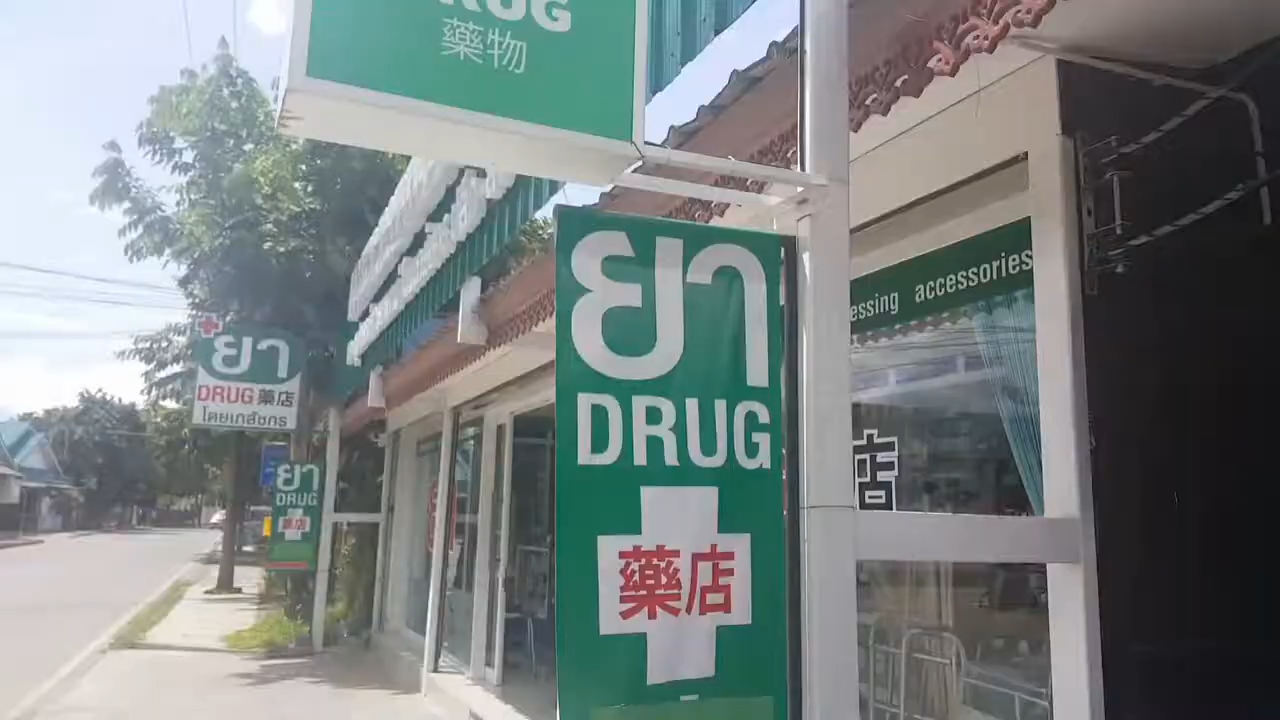 DRUG
藥物
ยา
DRUG
藥店
essing accessories
店
ยา
DRUG 藥店
โดยเภสัชกร
ยา
DRUG
藥店